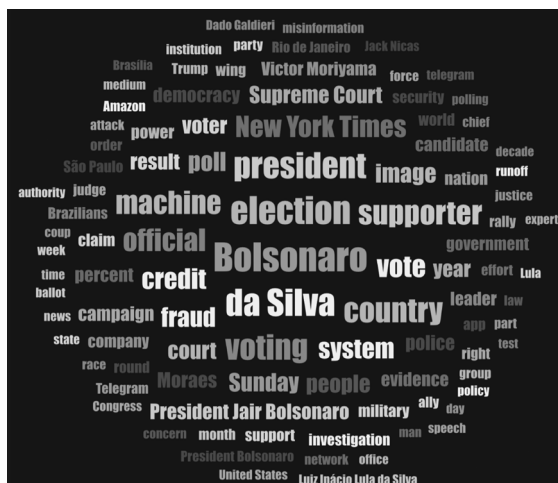 Dado Galdieri misinformation
institution party Rio de Janeiro Jack Nicas
Brasília Trump wing Victor Moriyama force telegram
medium democracy Supreme Court security polling
Amazon
attack power voter New York Times world chief
order candidate decade
São Paulo result poll president image nation runoff
authority judge machine election supporter justice
Brazilians rally expert
coup claim official Bolsonaro vote year government
week effort Lula
time percent credit
ballot da Silva country leader law
news campaign fraud app part
state company court voting system police right test
race round Moraes Sunday people evidence group
Telegram policy
Congress President Jair Bolsonaro military ally day
concern month support investigation man speech
President Bolsonaro network office
United States Luiz Inácio Lula da Silva